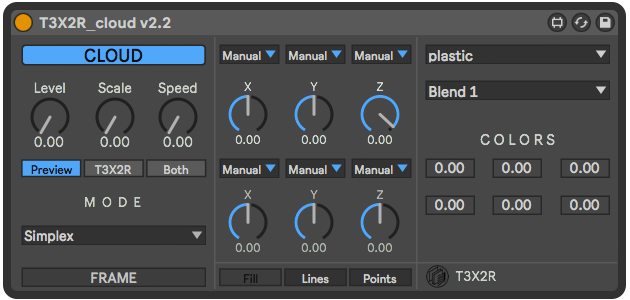 T3X2R_cloud v2.2
CLOUD
Level Scale Speed
0.00 0.00 0.00
Preview T3X2R Both
MODE
Simplex
FRAME
Manual Manual Manual
X Y Z
0.00 0.00 0.00
Manual Manual Manual
X Y Z
0.00 0.00 0.00
Fill Lines Points
plastic
Blend 1
COLORS
0.00 0.00 0.00
0.00 0.00 0.00
T3X2R